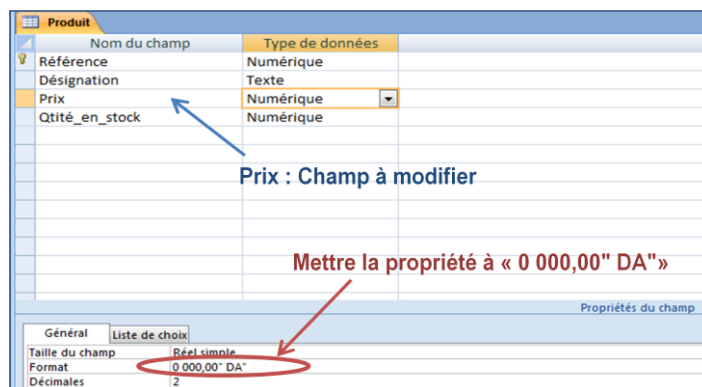 Produit
Nom du champ Type de données
Référence Numérique
Désignation Texte
Prix Numérique
Qtité_en_stock Numérique
Prix : Champ à modifier
Mettre la propriété à « 0 000,00" DA"»
Propriétés du champ
Général Liste de choix
Taille du champ Réel simple
Format 0 000,00" DA"
Décimales 2